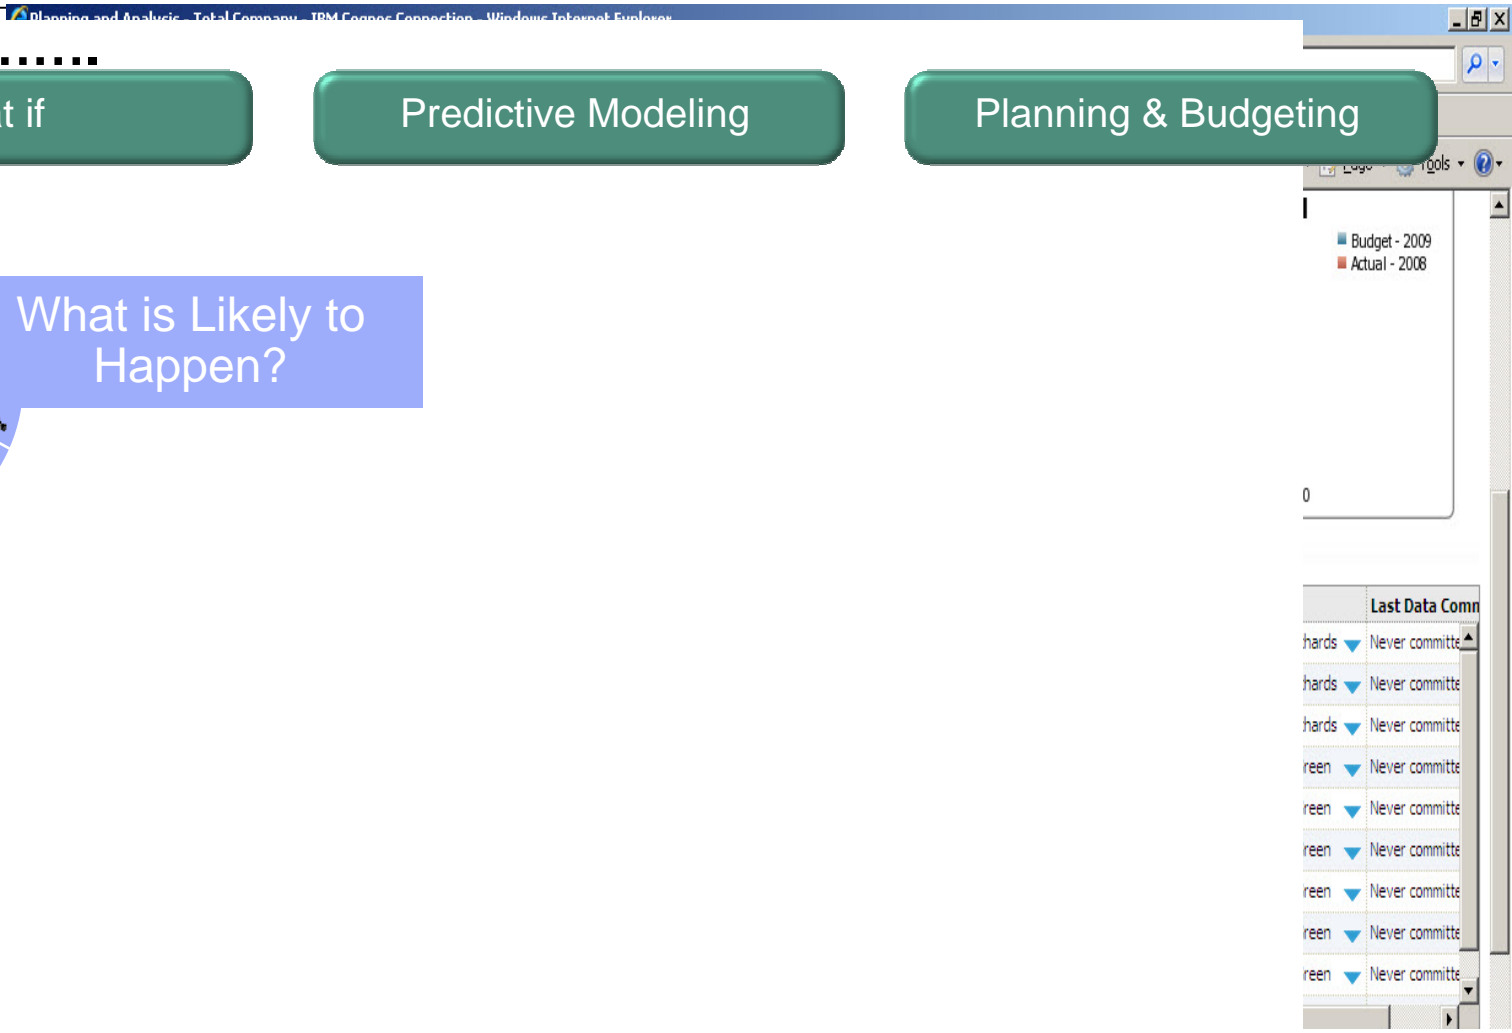 Planning and Analysis - Total Company - IBM Cognos Connection - Windows Internet Explorer
.......
t if
Predictive Modeling
Planning & Budgeting
Page
Tools
Budget - 2009
Actual - 2008
What is Likely to
Happen?
0
Last Data Comm
hards Never committe
hards Never committe
hards Never committe
reen Never committe
reen Never committe
reen Never committe
reen Never committe
reen Never committe
reen Never committe